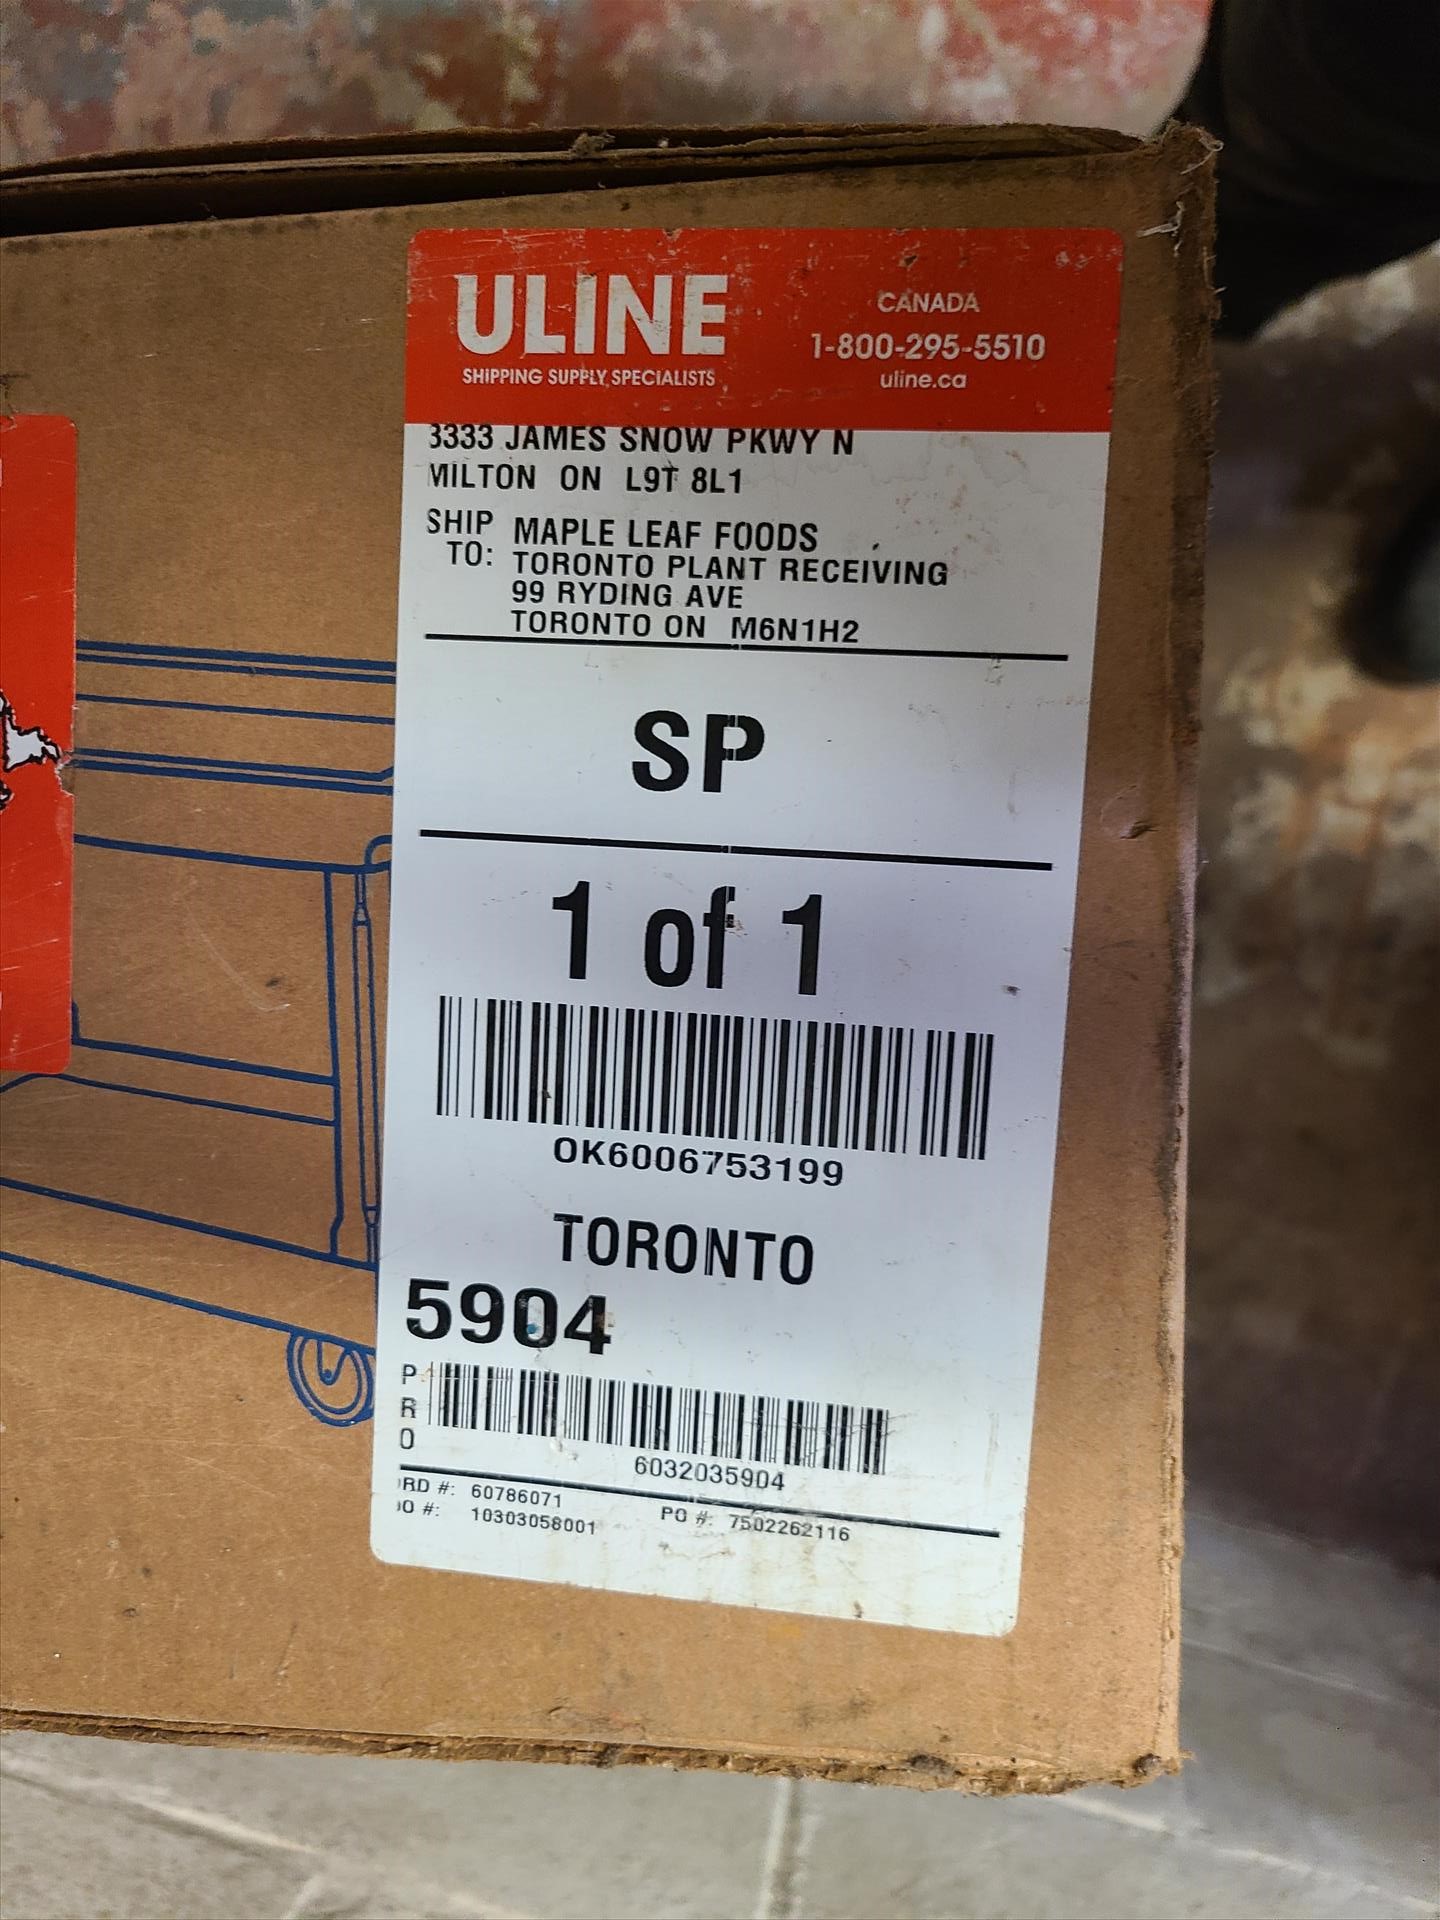 ULINE
SHIPPING SUPPLY SPECIALISTS
CANADA
1-800-295-5510
uline.ca
3333 JAMES SNOW PKWY N
MILTON ON L9T 8L1
SHIP TO: MAPLE LEAF FOODS
TORONTO PLANT RECEIVING
99 RYDING AVE
TORONTO ON M6N1H2
SP
1 of 1
OK6006753199
TORONTO
5904
PRO
6032035904
RD #: 60786071
O #: 10303058001
PO #: 7502262116